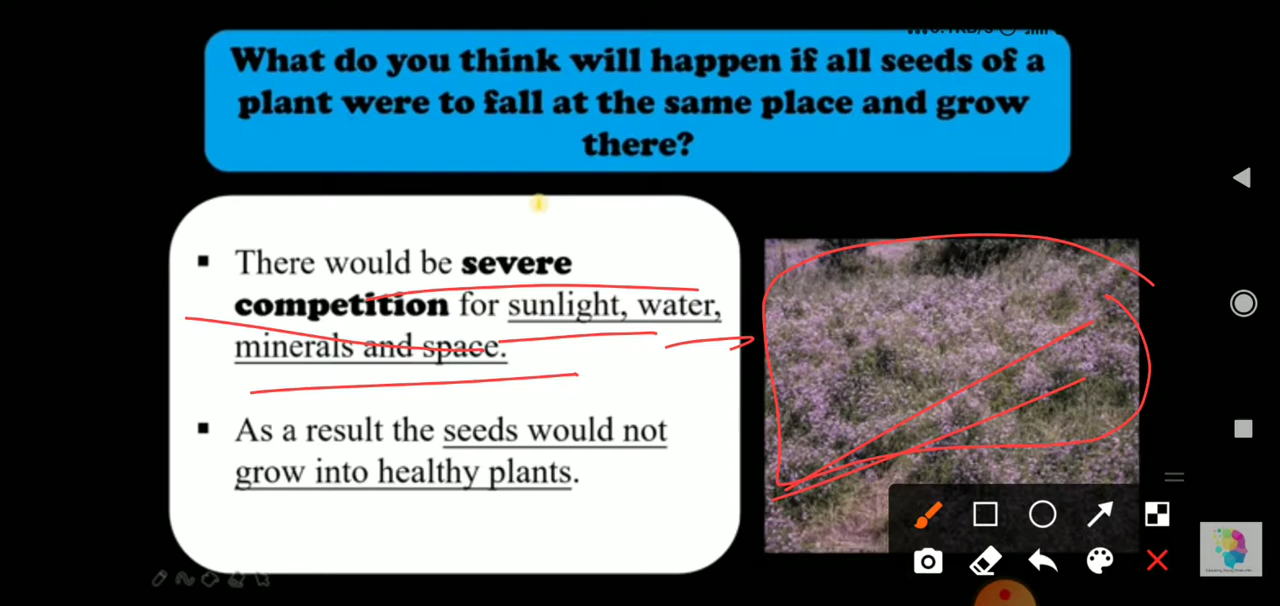 What do you think will happen if all seeds of a
plant were to fall at the same place and grow
there?
▪ There would be severe
competition for sunlight, water,
minerals and space.
▪ As a result the seeds would not
grow into healthy plants.